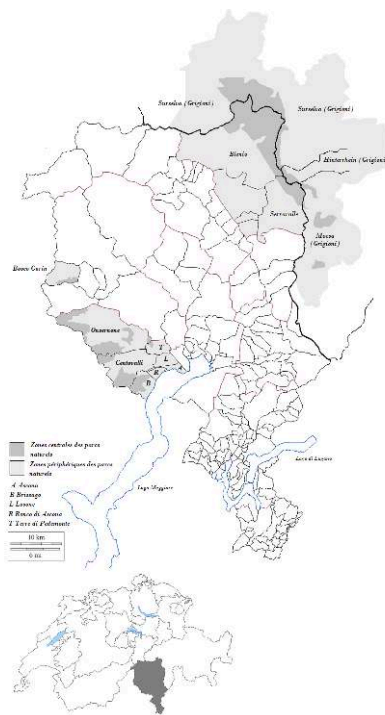 Surselva (Grigioni)
Surselva (Grigioni)
Blenio
Hinterrhein (Grigioni)
Serravalle
Moesa
(Grigioni)
Bosco Gurin
Onsernone
T
L
Centovalli
A
R
B
Zones centrales des parcs
naturels
Zones périphériques des parcs
naturels
A Ascona
B Brissago
L Losone
R Ronco di Ascona
T Terre di Pedemonte
10 km
6 mi
Lago Maggiore
Lago di Lugano